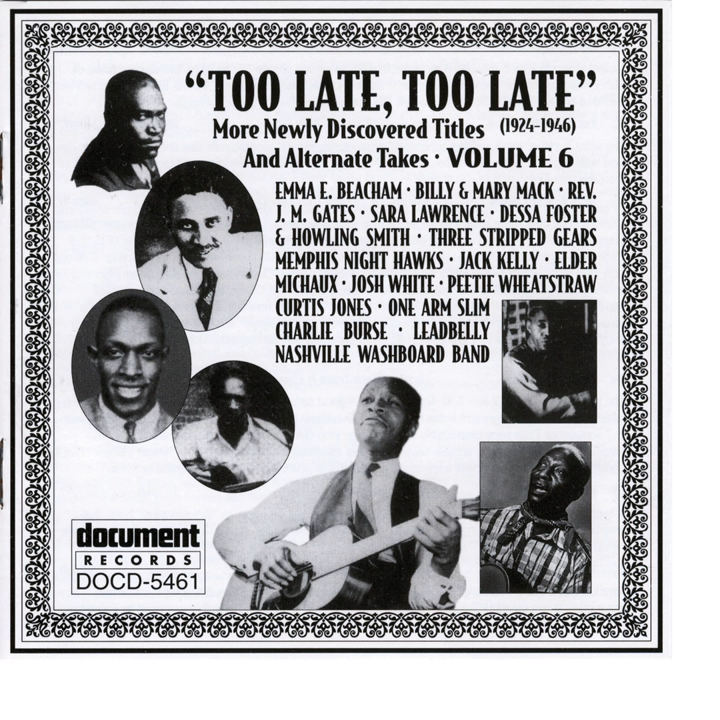 “TOO LATE, TOO LATE”
More Newly Discovered Titles (1924-1946)
And Alternate Takes · VOLUME 6
EMMA E. BEACHAM · BILLY & MARY MACK · REV.
J. M. GATES · SARA LAWRENCE · DESSA FOSTER
& HOWLING SMITH · THREE STRIPPED GEARS
MEMPHIS NIGHT HAWKS · JACK KELLY · ELDER
MICHAUX · JOSH WHITE · PEETIE WHEATSTRAW
CURTIS JONES · ONE ARM SLIM
CHARLIE BURSE · LEADBELLY
NASHVILLE WASHBOARD BAND
document
RECORDS
DOCD-5461